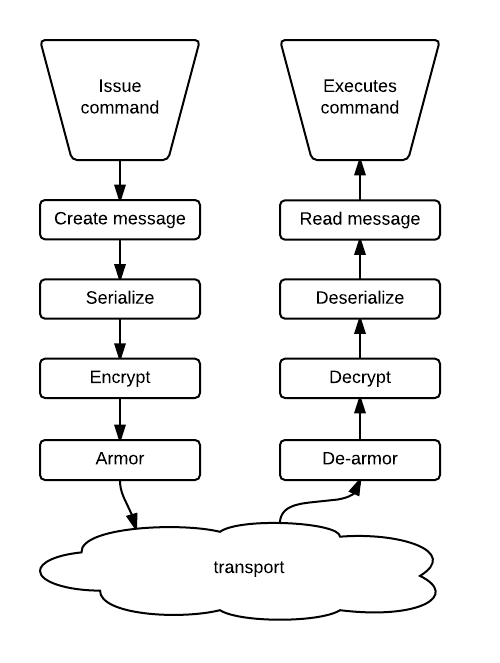 Issue
command
Create message
Serialize
Encrypt
Armor
transport
De-armor
Decrypt
Deserialize
Read message
Executes
command